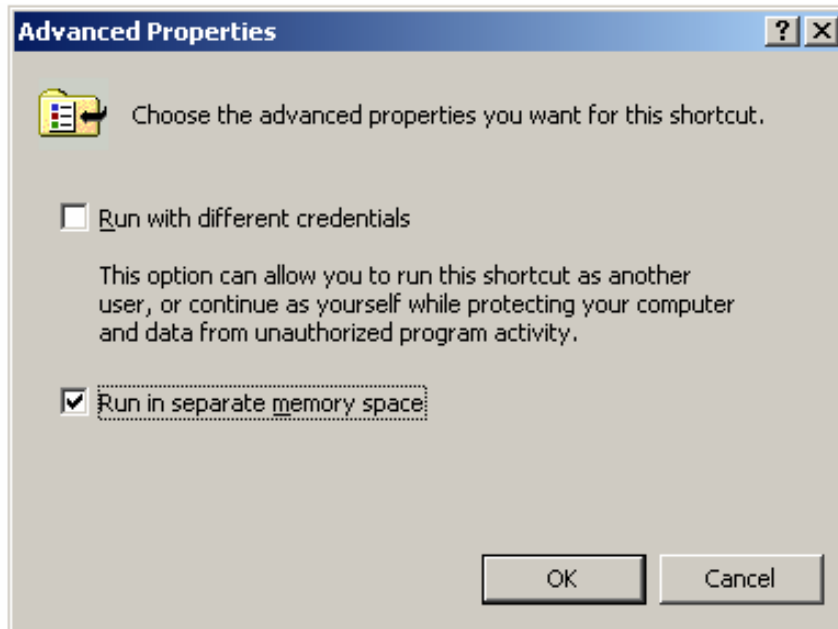 Advanced Properties
Choose the advanced properties you want for this shortcut.
Run with different credentials
This option can allow you to run this shortcut as another
user, or continue as yourself while protecting your computer
and data from unauthorized program activity.
Run in separate memory space
OK Cancel